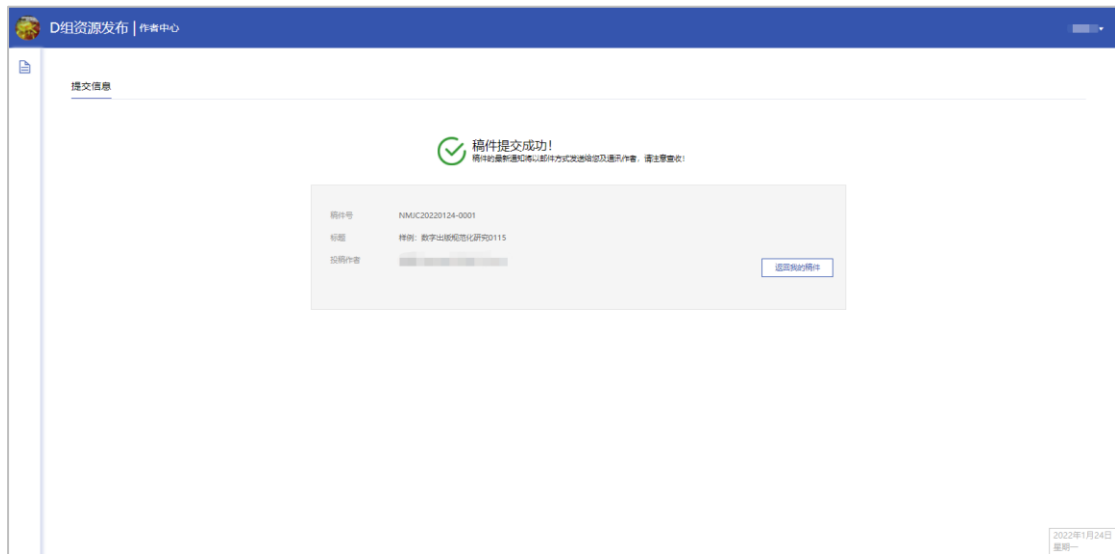 D组资源发布 | 作者中心
提交信息
稿件提交成功!
稿件的最新通知将以邮件方式发送给您及通讯作者，请注意查收!
稿件号 NMJC20220124-0001
标题 样例：数字出版规范化研究0115
投稿作者
返回我的稿件
2022年1月24日
星期一